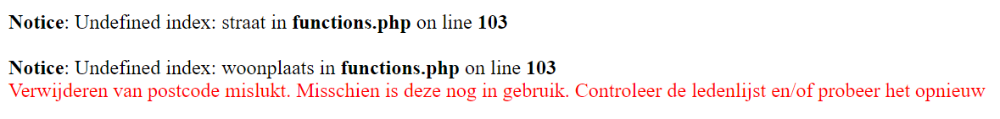 Notice: Undefined index: straat in functions.php on line 103
Notice: Undefined index: woonplaats in functions.php on line 103
Verwijderen van postcode mislukt. Misschien is deze nog in gebruik. Controleer de ledenlijst en/of probeer het opnieuw